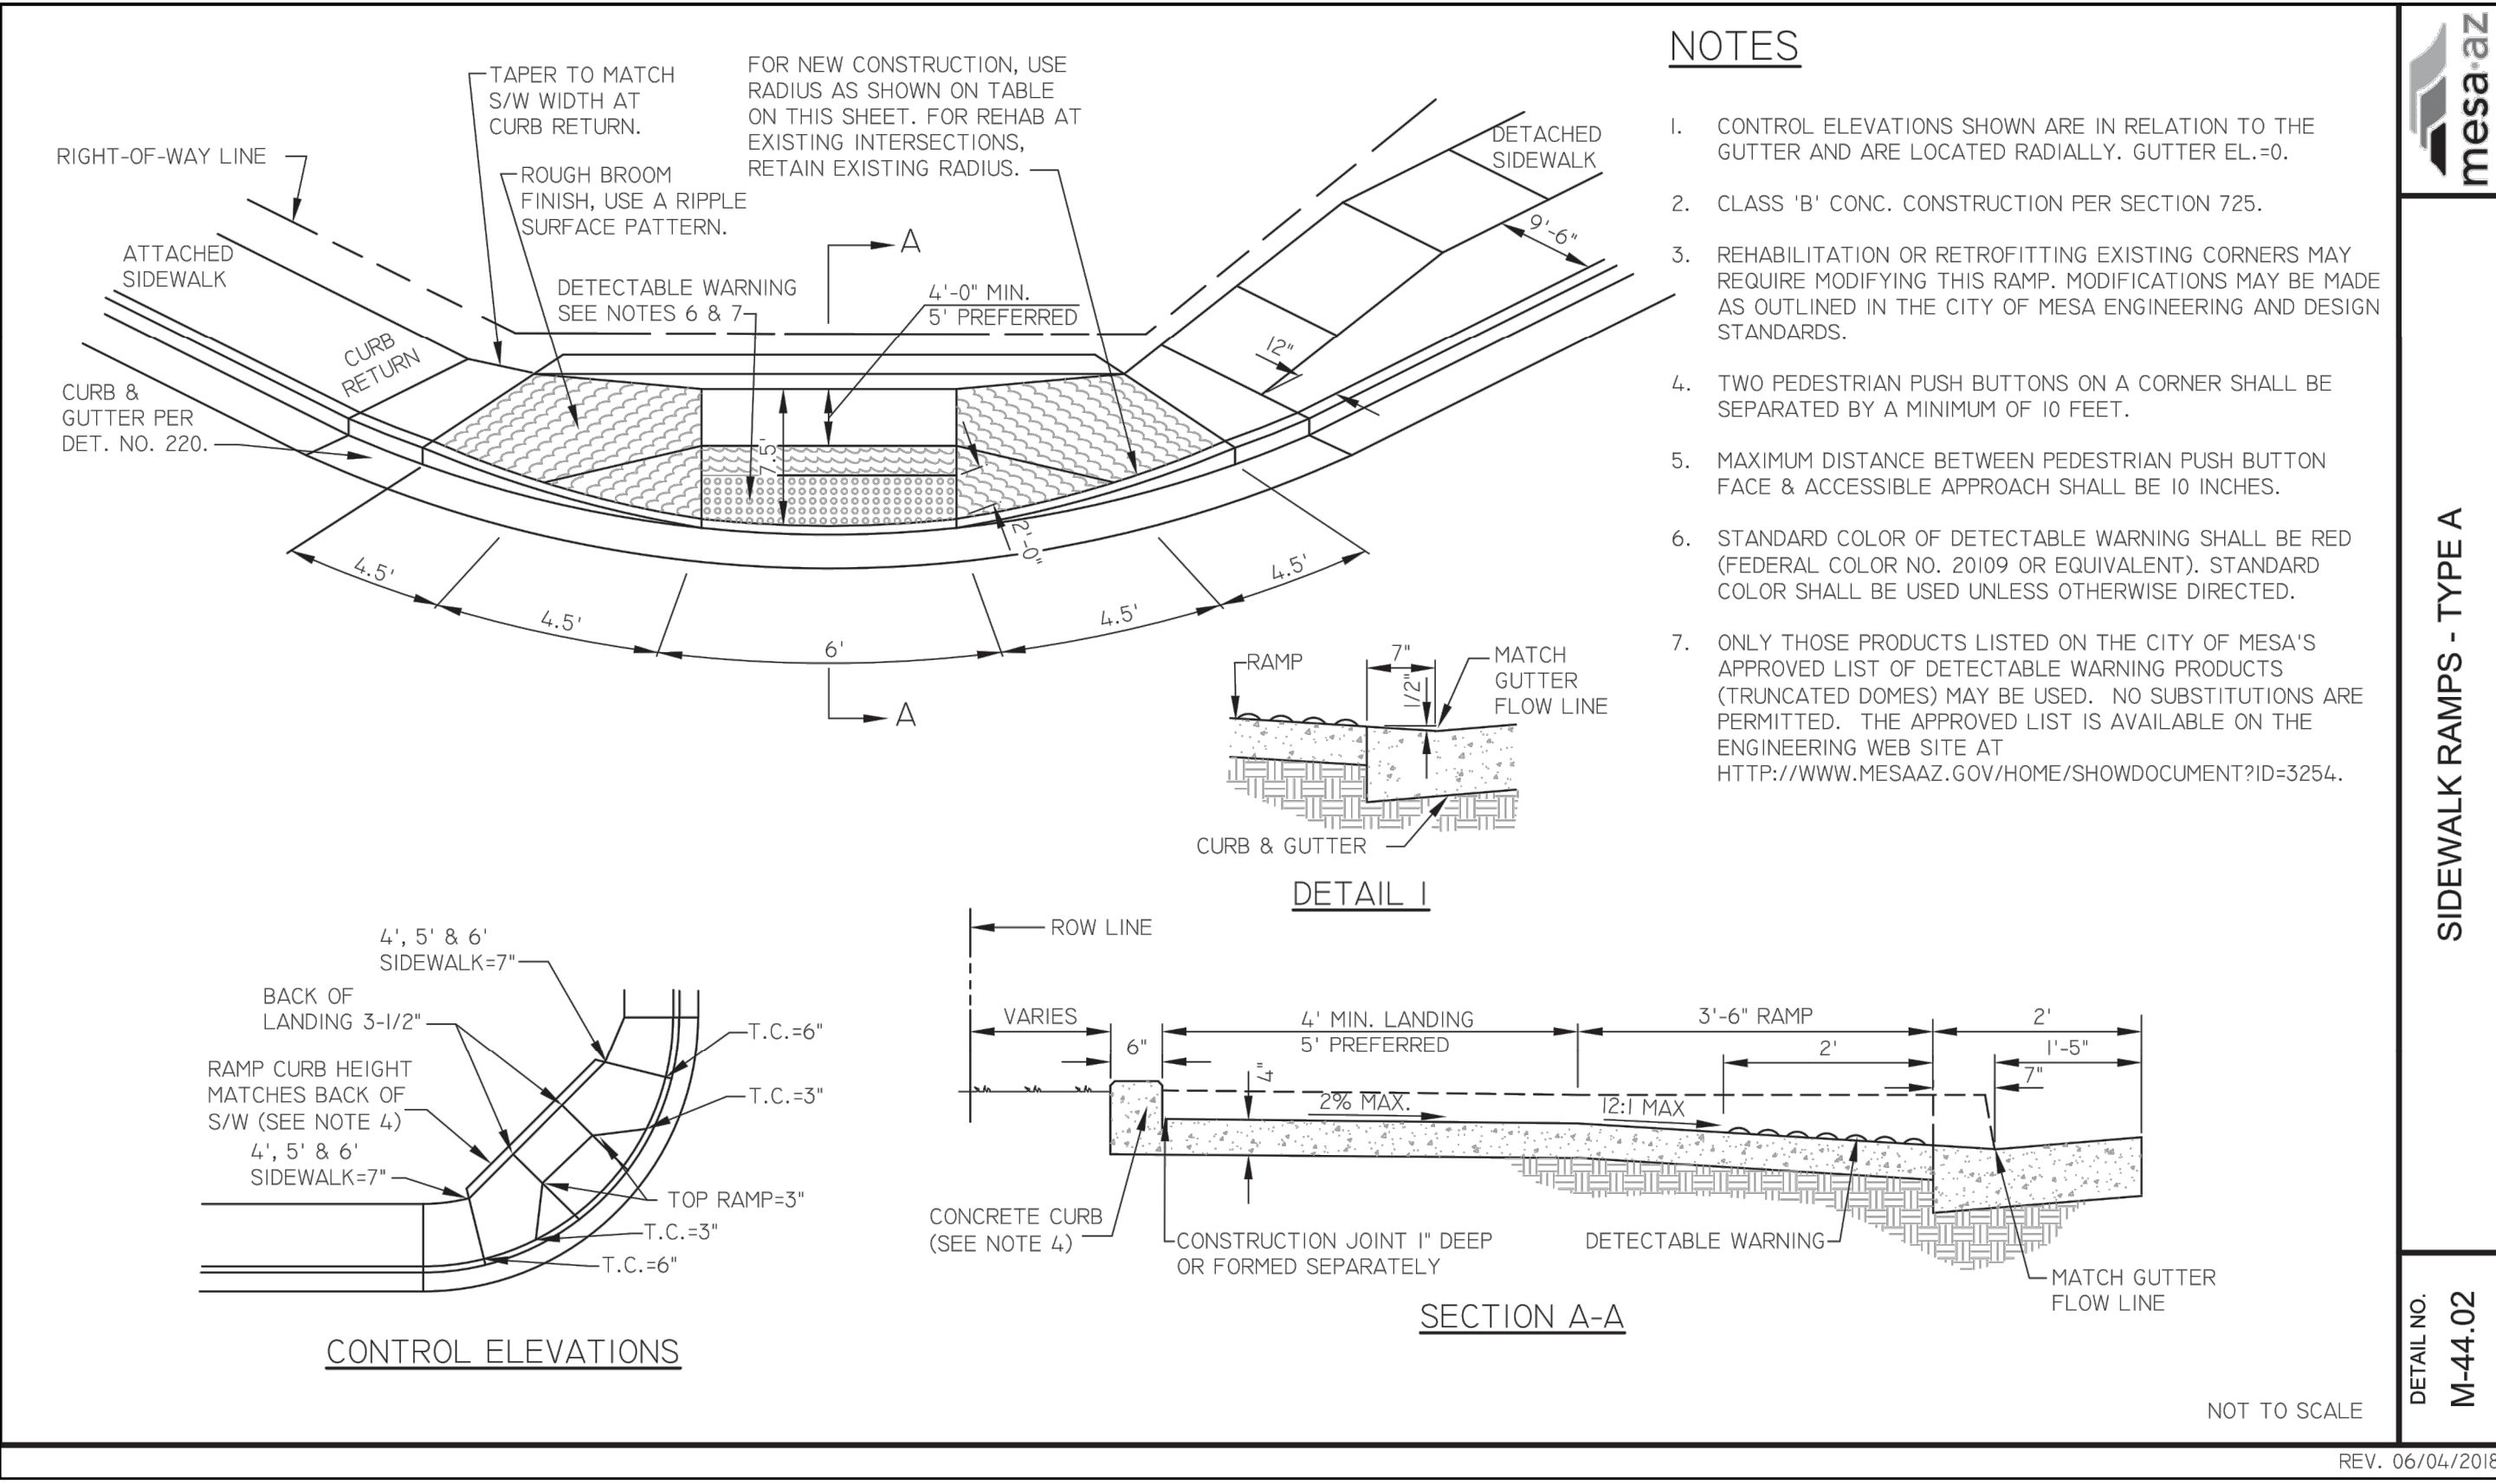 TAPER TO MATCH
S/W WIDTH AT
CURB RETURN.
FOR NEW CONSTRUCTION, USE
RADIUS AS SHOWN ON TABLE
ON THIS SHEET. FOR REHAB AT
EXISTING INTERSECTIONS,
RETAIN EXISTING RADIUS.
RIGHT-OF-WAY LINE
ROUGH BROOM
FINISH, USE A RIPPLE
SURFACE PATTERN.
DETACHED
SIDEWALK
ATTACHED
SIDEWALK
A
9'-6"
DETECTABLE WARNING
SEE NOTES 6 & 7
4'-0" MIN.
5' PREFERRED
CURB
RETURN
12"
CURB &
GUTTER PER
DET. NO. 220.
7.5'
2'-0"
4.5'
4.5'
6'
4.5'
4.5'
A
RAMP
7"
1/2"
MATCH
GUTTER
FLOW LINE
CURB & GUTTER
DETAIL 1
NOTES
1. CONTROL ELEVATIONS SHOWN ARE IN RELATION TO THE
GUTTER AND ARE LOCATED RADIALLY. GUTTER EL.=0.
2. CLASS 'B' CONC. CONSTRUCTION PER SECTION 725.
3. REHABILITATION OR RETROFITTING EXISTING CORNERS MAY
REQUIRE MODIFYING THIS RAMP. MODIFICATIONS MAY BE MADE
AS OUTLINED IN THE CITY OF MESA ENGINEERING AND DESIGN
STANDARDS.
4. TWO PEDESTRIAN PUSH BUTTONS ON A CORNER SHALL BE
SEPARATED BY A MINIMUM OF 10 FEET.
5. MAXIMUM DISTANCE BETWEEN PEDESTRIAN PUSH BUTTON
FACE & ACCESSIBLE APPROACH SHALL BE 10 INCHES.
6. STANDARD COLOR OF DETECTABLE WARNING SHALL BE RED
(FEDERAL COLOR NO. 20109 OR EQUIVALENT). STANDARD
COLOR SHALL BE USED UNLESS OTHERWISE DIRECTED.
7. ONLY THOSE PRODUCTS LISTED ON THE CITY OF MESA'S
APPROVED LIST OF DETECTABLE WARNING PRODUCTS
(TRUNCATED DOMES) MAY BE USED. NO SUBSTITUTIONS ARE
PERMITTED. THE APPROVED LIST IS AVAILABLE ON THE
ENGINEERING WEB SITE AT
HTTP://WWW.MESAAZ.GOV/HOME/SHOWDOCUMENT?ID=3254.
4', 5' & 6'
SIDEWALK=7"
BACK OF
LANDING 3-1/2"
RAMP CURB HEIGHT
MATCHES BACK OF
S/W (SEE NOTE 4)
4', 5' & 6'
SIDEWALK=7"
T.C.=6"
T.C.=3"
TOP RAMP=3"
T.C.=3"
T.C.=6"
CONTROL ELEVATIONS
ROW LINE
VARIES
6"
4' MIN. LANDING
5' PREFERRED
3'-6" RAMP
2'
2'
1'-5"
7"
4"
2% MAX.
12:1 MAX
CONCRETE CURB
(SEE NOTE 4)
CONSTRUCTION JOINT 1" DEEP
OR FORMED SEPARATELY
DETECTABLE WARNING
MATCH GUTTER
FLOW LINE
SECTION A-A
NOT TO SCALE
mesa·az
SIDEWALK RAMPS - TYPE A
DETAIL NO.
M-44.02
REV. 06/04/2018